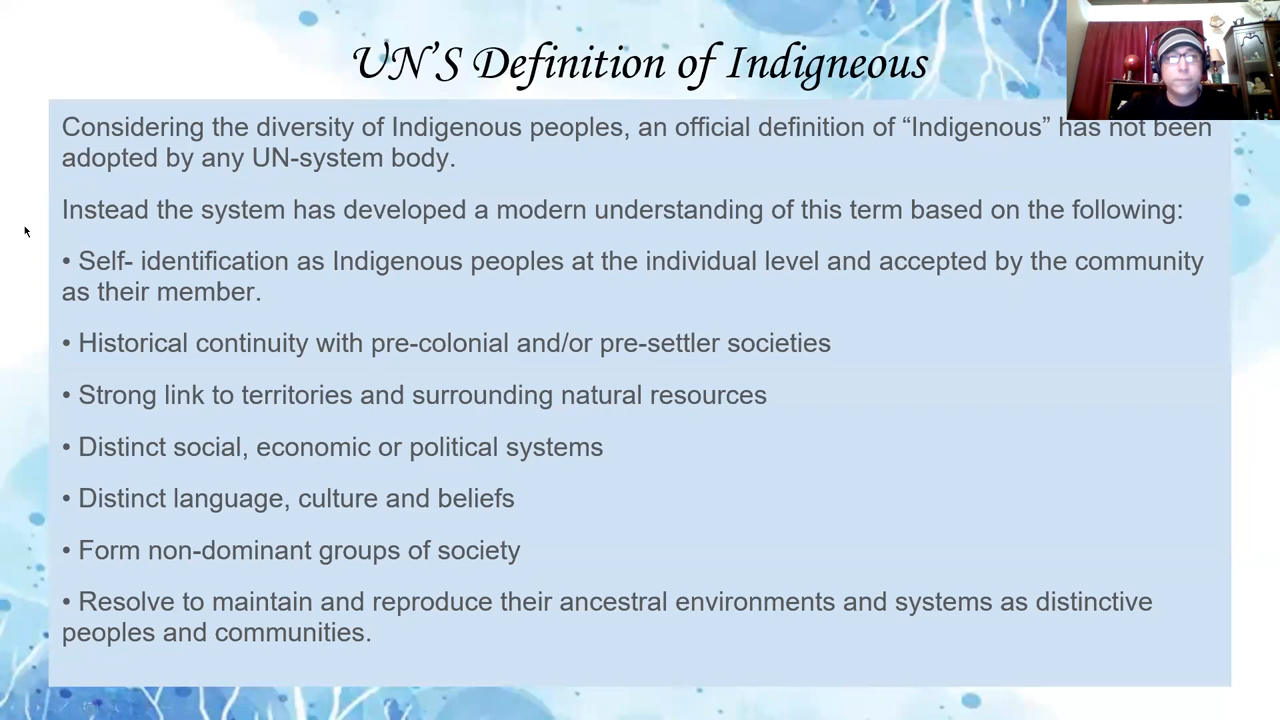 UN'S Definition of Indigneous
Considering the diversity of Indigenous peoples, an official definition of “Indigenous” has not been
adopted by any UN-system body.
Instead the system has developed a modern understanding of this term based on the following:
• Self- identification as Indigenous peoples at the individual level and accepted by the community
as their member.
• Historical continuity with pre-colonial and/or pre-settler societies
• Strong link to territories and surrounding natural resources
• Distinct social, economic or political systems
• Distinct language, culture and beliefs
• Form non-dominant groups of society
• Resolve to maintain and reproduce their ancestral environments and systems as distinctive
peoples and communities.